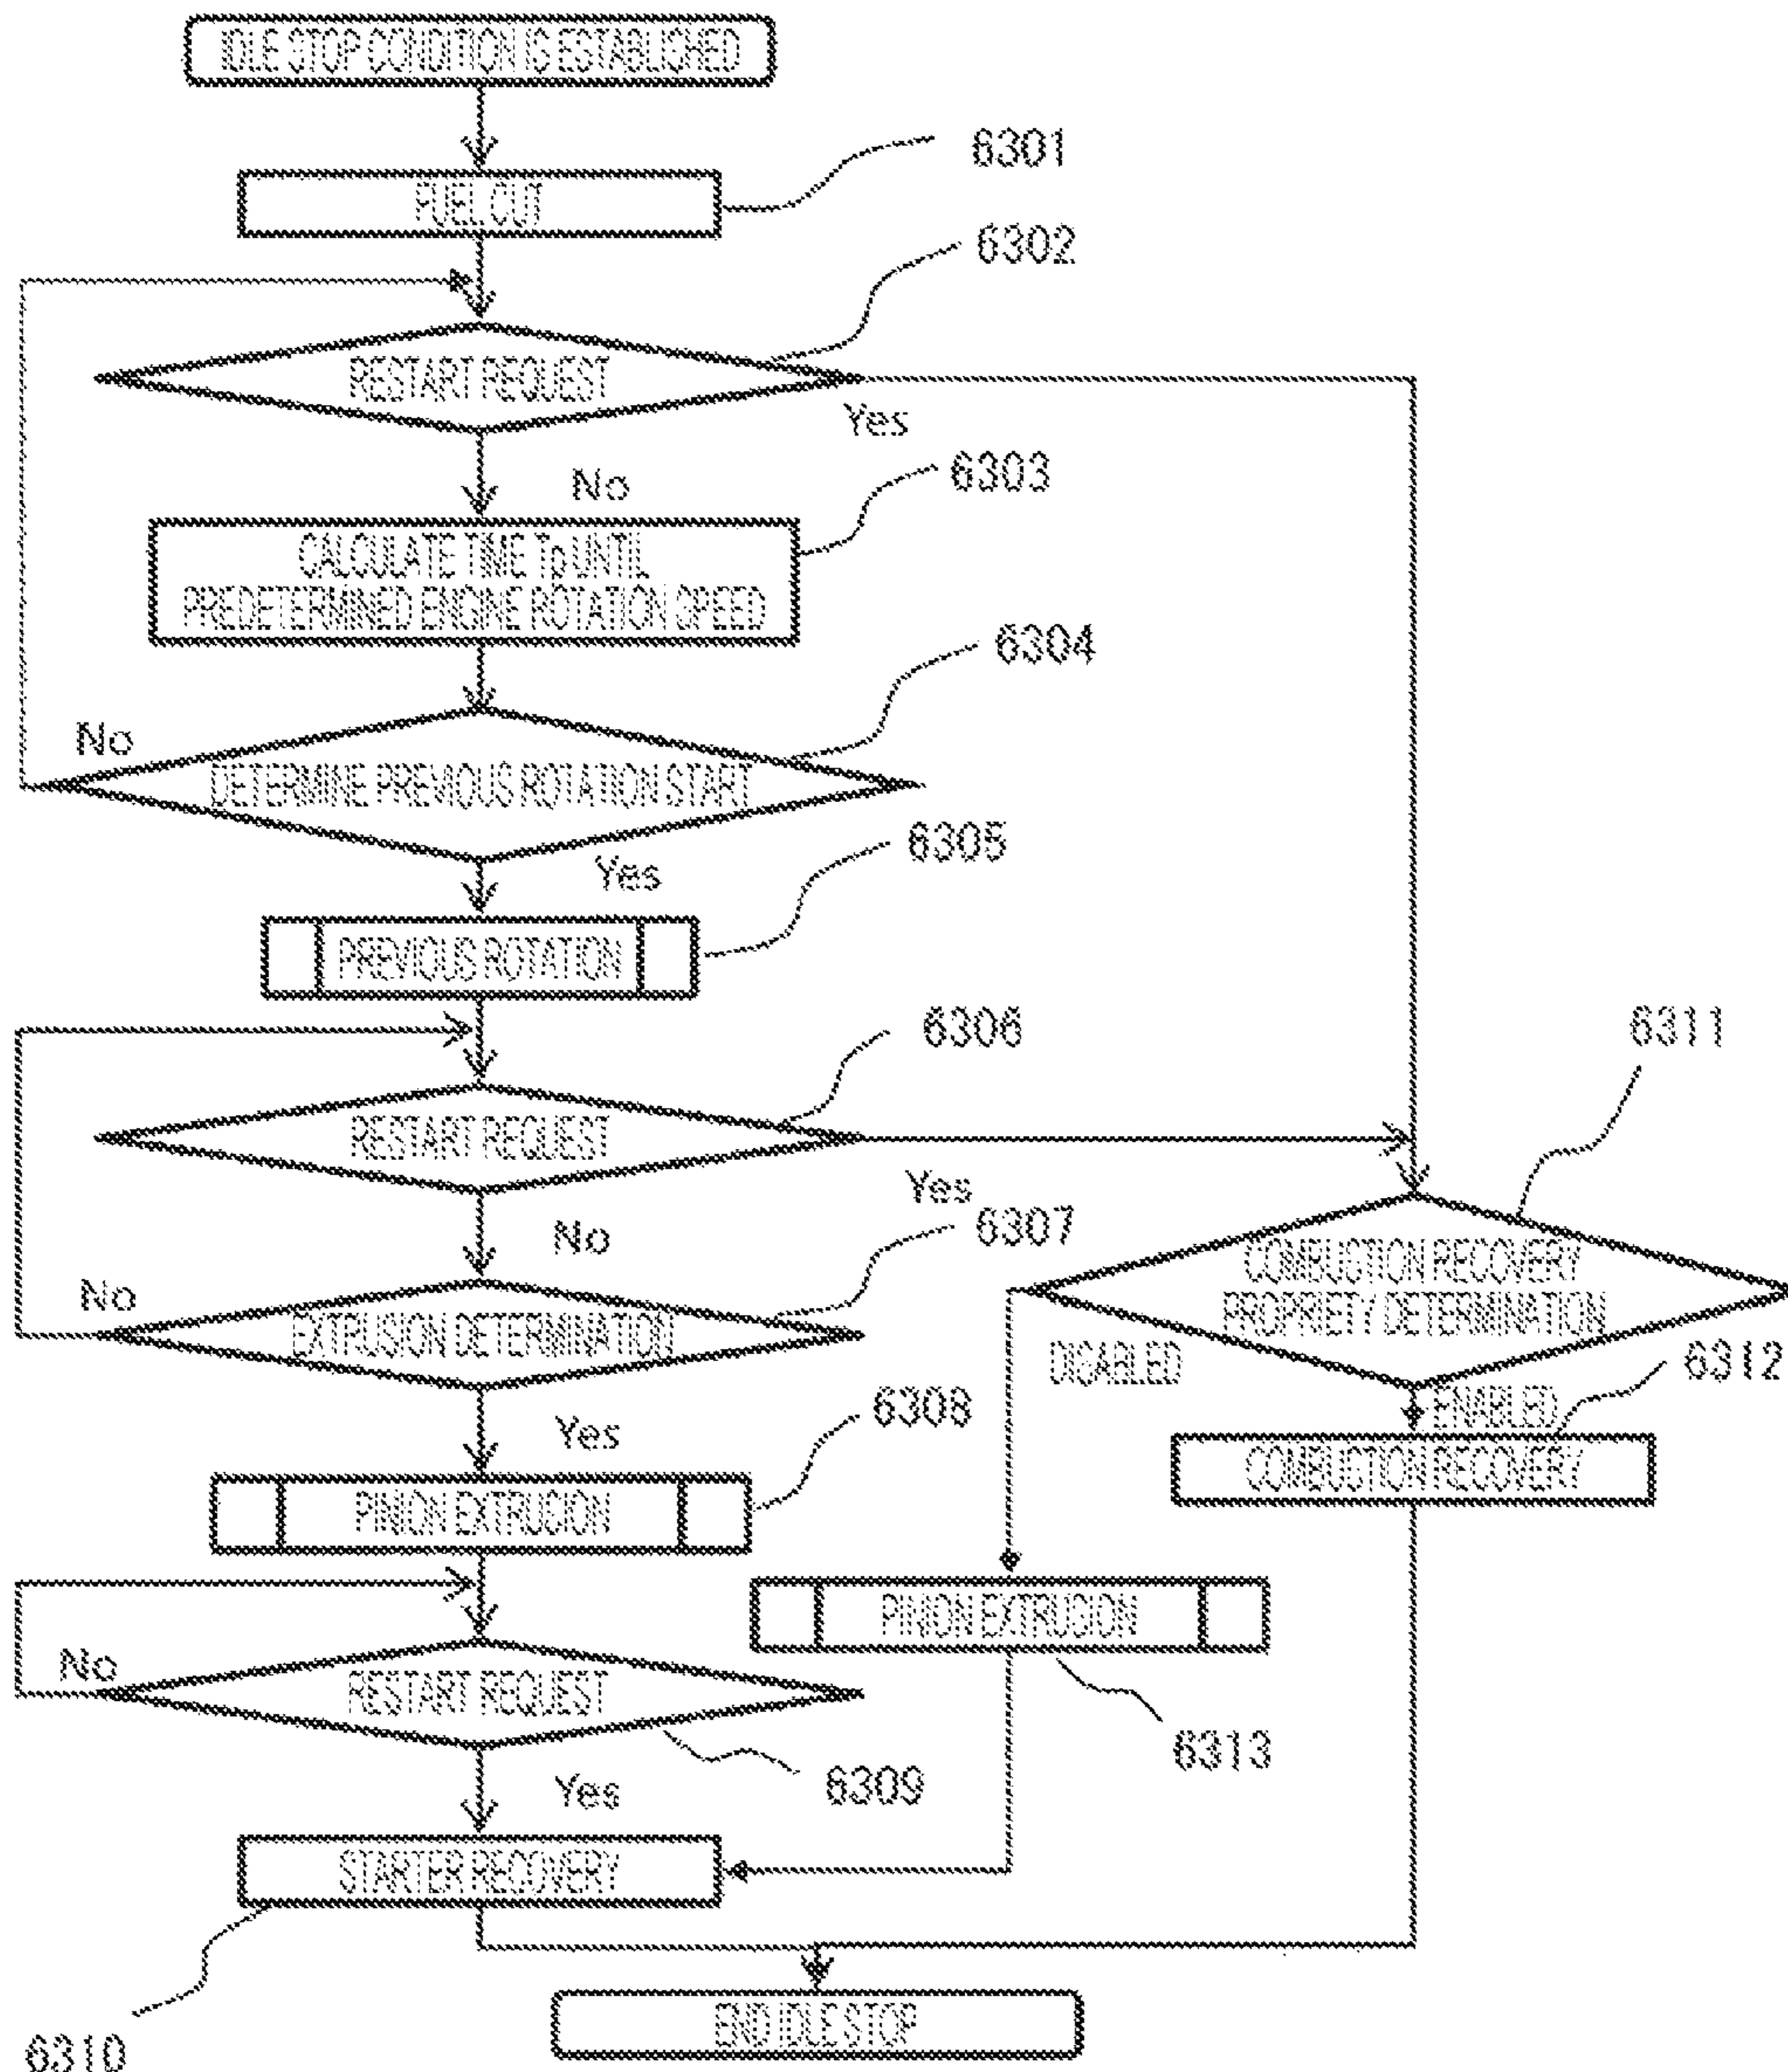 IDLE STOP CONDITION IS ESTABLISHED
6301
FUEL CUT
6302
RESTART REQUEST
Yes
No
6303
CALCULATE TIME Tp UNTIL
PREDETERMINED ENGINE ROTATION SPEED
6304
No
DETERMINE PREVIOUS ROTATION START
6305
Yes
PREVIOUS ROTATION
6306
6311
RESTART REQUEST
Yes
6307
No
COMBUSTION RECOVERY
PROPRIETY DETERMINATION
No
EXTRUSION DETERMINATION
DISABLED
6312
ENABLED
6308
Yes
COMBUSTION RECOVERY
PINION EXTRUSION
PINION EXTRUSION
No
RESTART REQUEST
6313
6309
Yes
STARTER RECOVERY
END IDLE STOP
6310